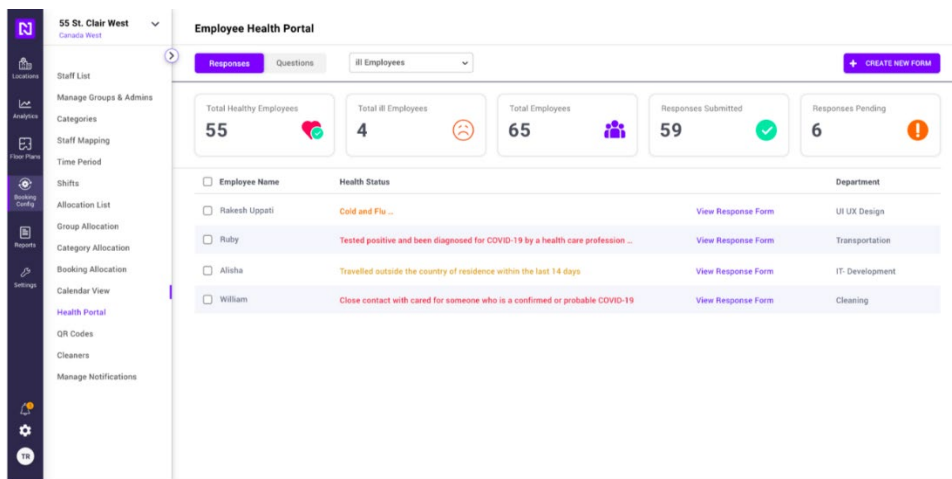 N
55 St. Clair West
Canada West
Locations
Analytics
Floor Plans
Booking
Config
Reports
Settings
TR
Staff List
Manage Groups & Admins
Categories
Staff Mapping
Time Period
Shifts
Allocation List
Group Allocation
Category Allocation
Booking Allocation
Calendar View
Health Portal
QR Codes
Cleaners
Manage Notifications
Employee Health Portal
Responses Questions ill Employees + CREATE NEW FORM
Total Healthy Employees Total ill Employees Total Employees Responses Submitted Responses Pending
55 4 65 59 6
Employee Name Health Status Department
Rakesh Uppati Cold and Flu ... View Response Form UI UX Design
Ruby Tested positive and been diagnosed for COVID-19 by a health care profession ... View Response Form Transportation
Alisha Travelled outside the country of residence within the last 14 days View Response Form IT- Development
William Close contact with cared for someone who is a confirmed or probable COVID-19 View Response Form Cleaning